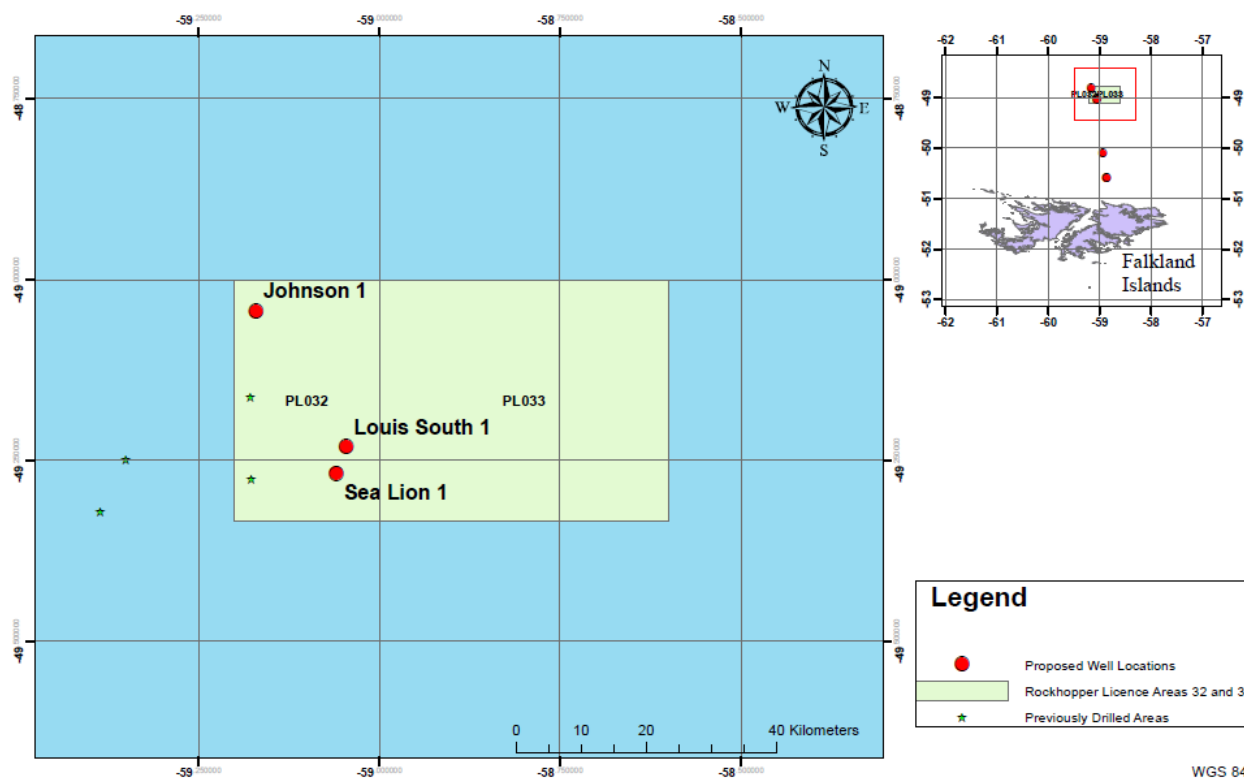 -59.250000 -59.000000 -58.750000 -58.500000
-62 -61 -60 -59 -58 -57
N
W E
S
-48.750000 -48.750000
-49 -49
PL032 PL033
-50 -50
-51 -51
-52 -52
Falkland
Islands
-53 -53
-62 -61 -60 -59 -58 -57
-49.000000 -49.000000
Johnson 1
PL032 PL033
Louis South 1
-49.250000 -49.250000
Sea Lion 1
-49.500000 -49.500000
0 10 20 40 Kilometers
-59.250000 -59.000000 -58.750000 -58.500000
Legend
Proposed Well Locations
Rockhopper Licence Areas 32 and 3
Previously Drilled Areas
WGS 84